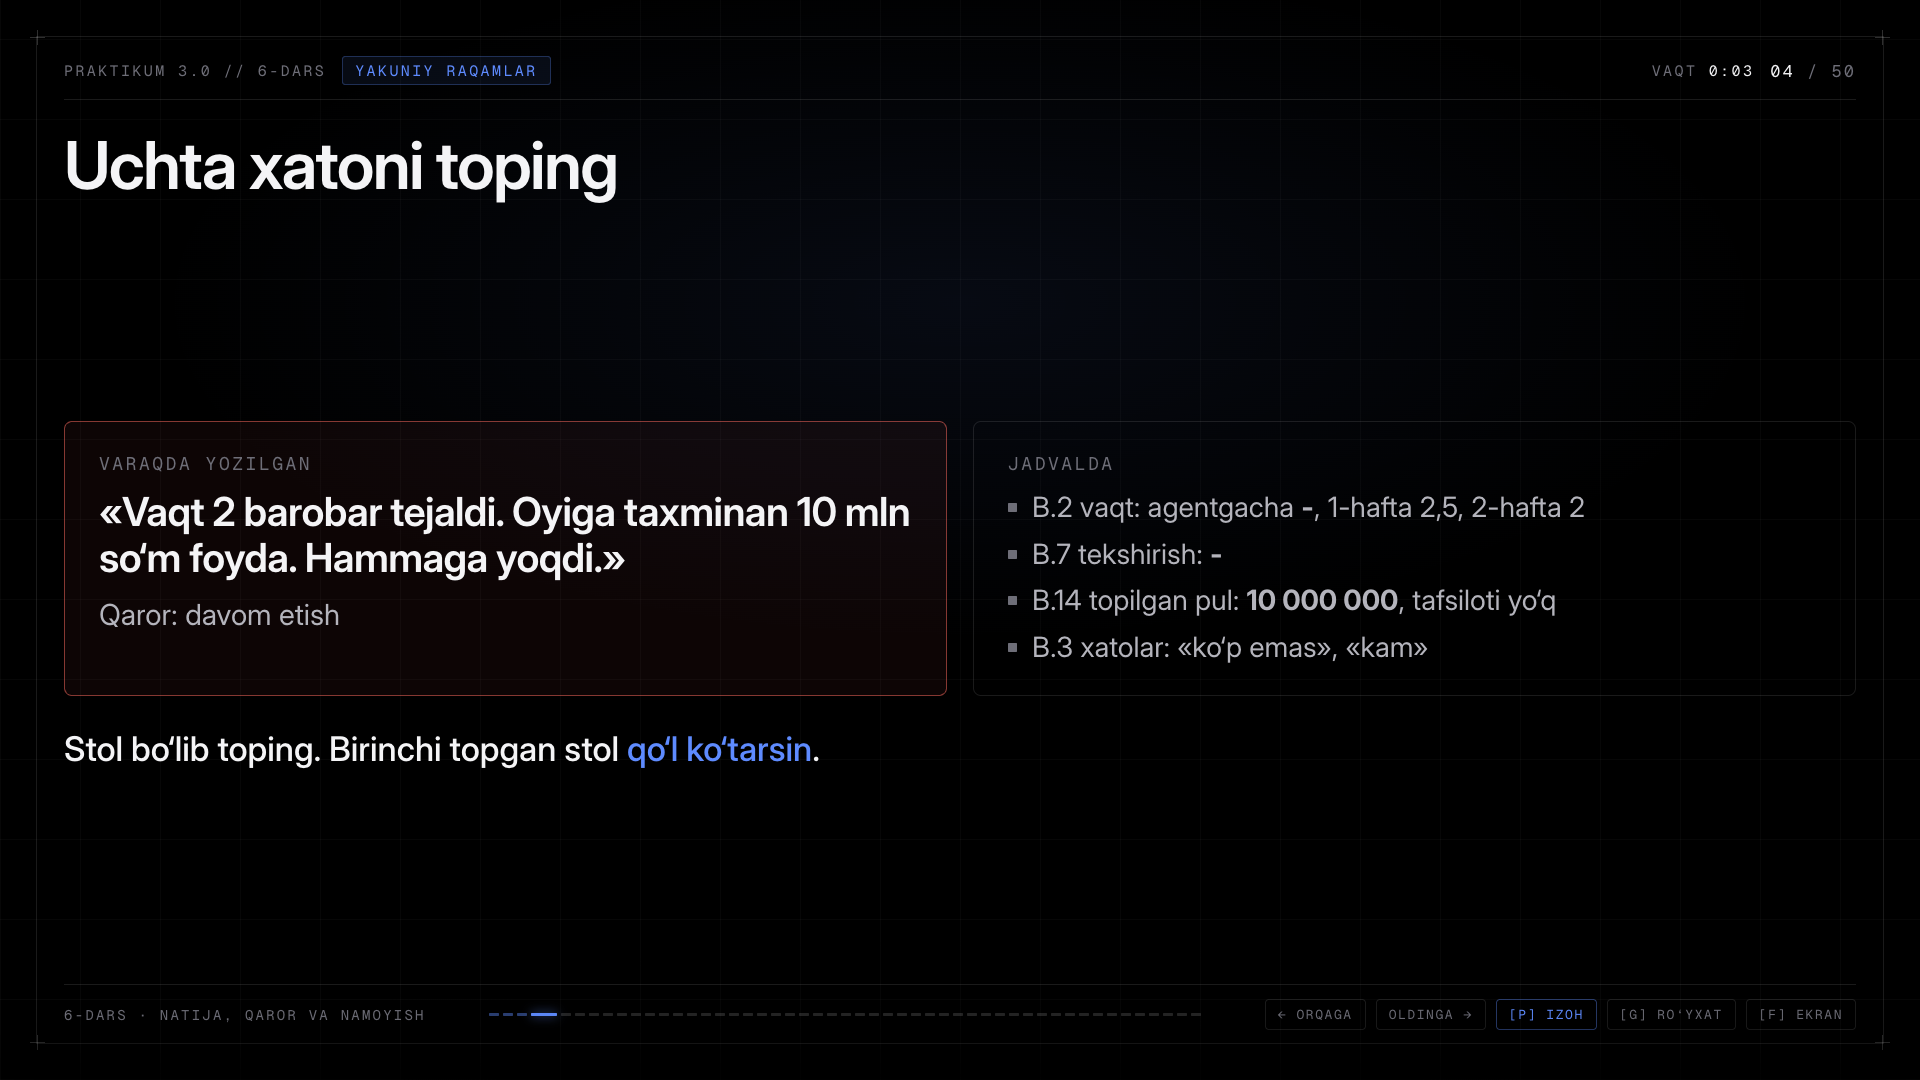 PRAKTIKUM 3.0 // 6-DARS
YAKUNIY RAQAMLAR
VAQT 0:03 04 / 50
Uchta xatoni toping
VARAQDA YOZILGAN
«Vaqt 2 barobar tejaldi. Oyiga taxminan 10 mln
so‘m foyda. Hammaga yoqdi.»
Qaror: davom etish
JADVALDA
B.2 vaqt: agentgacha -, 1-hafta 2,5, 2-hafta 2
B.7 tekshirish: -
B.14 topilgan pul: 10 000 000, tafsiloti yo‘q
B.3 xatolar: «ko‘p emas», «kam»
Stol bo‘lib toping. Birinchi topgan stol qo‘l ko‘tarsin.
6-DARS · NATIJA, QAROR VA NAMOYISH
← ORQAGA
OLDINGA →
[P] IZOH
[G] RO‘YXAT
[F] EKRAN